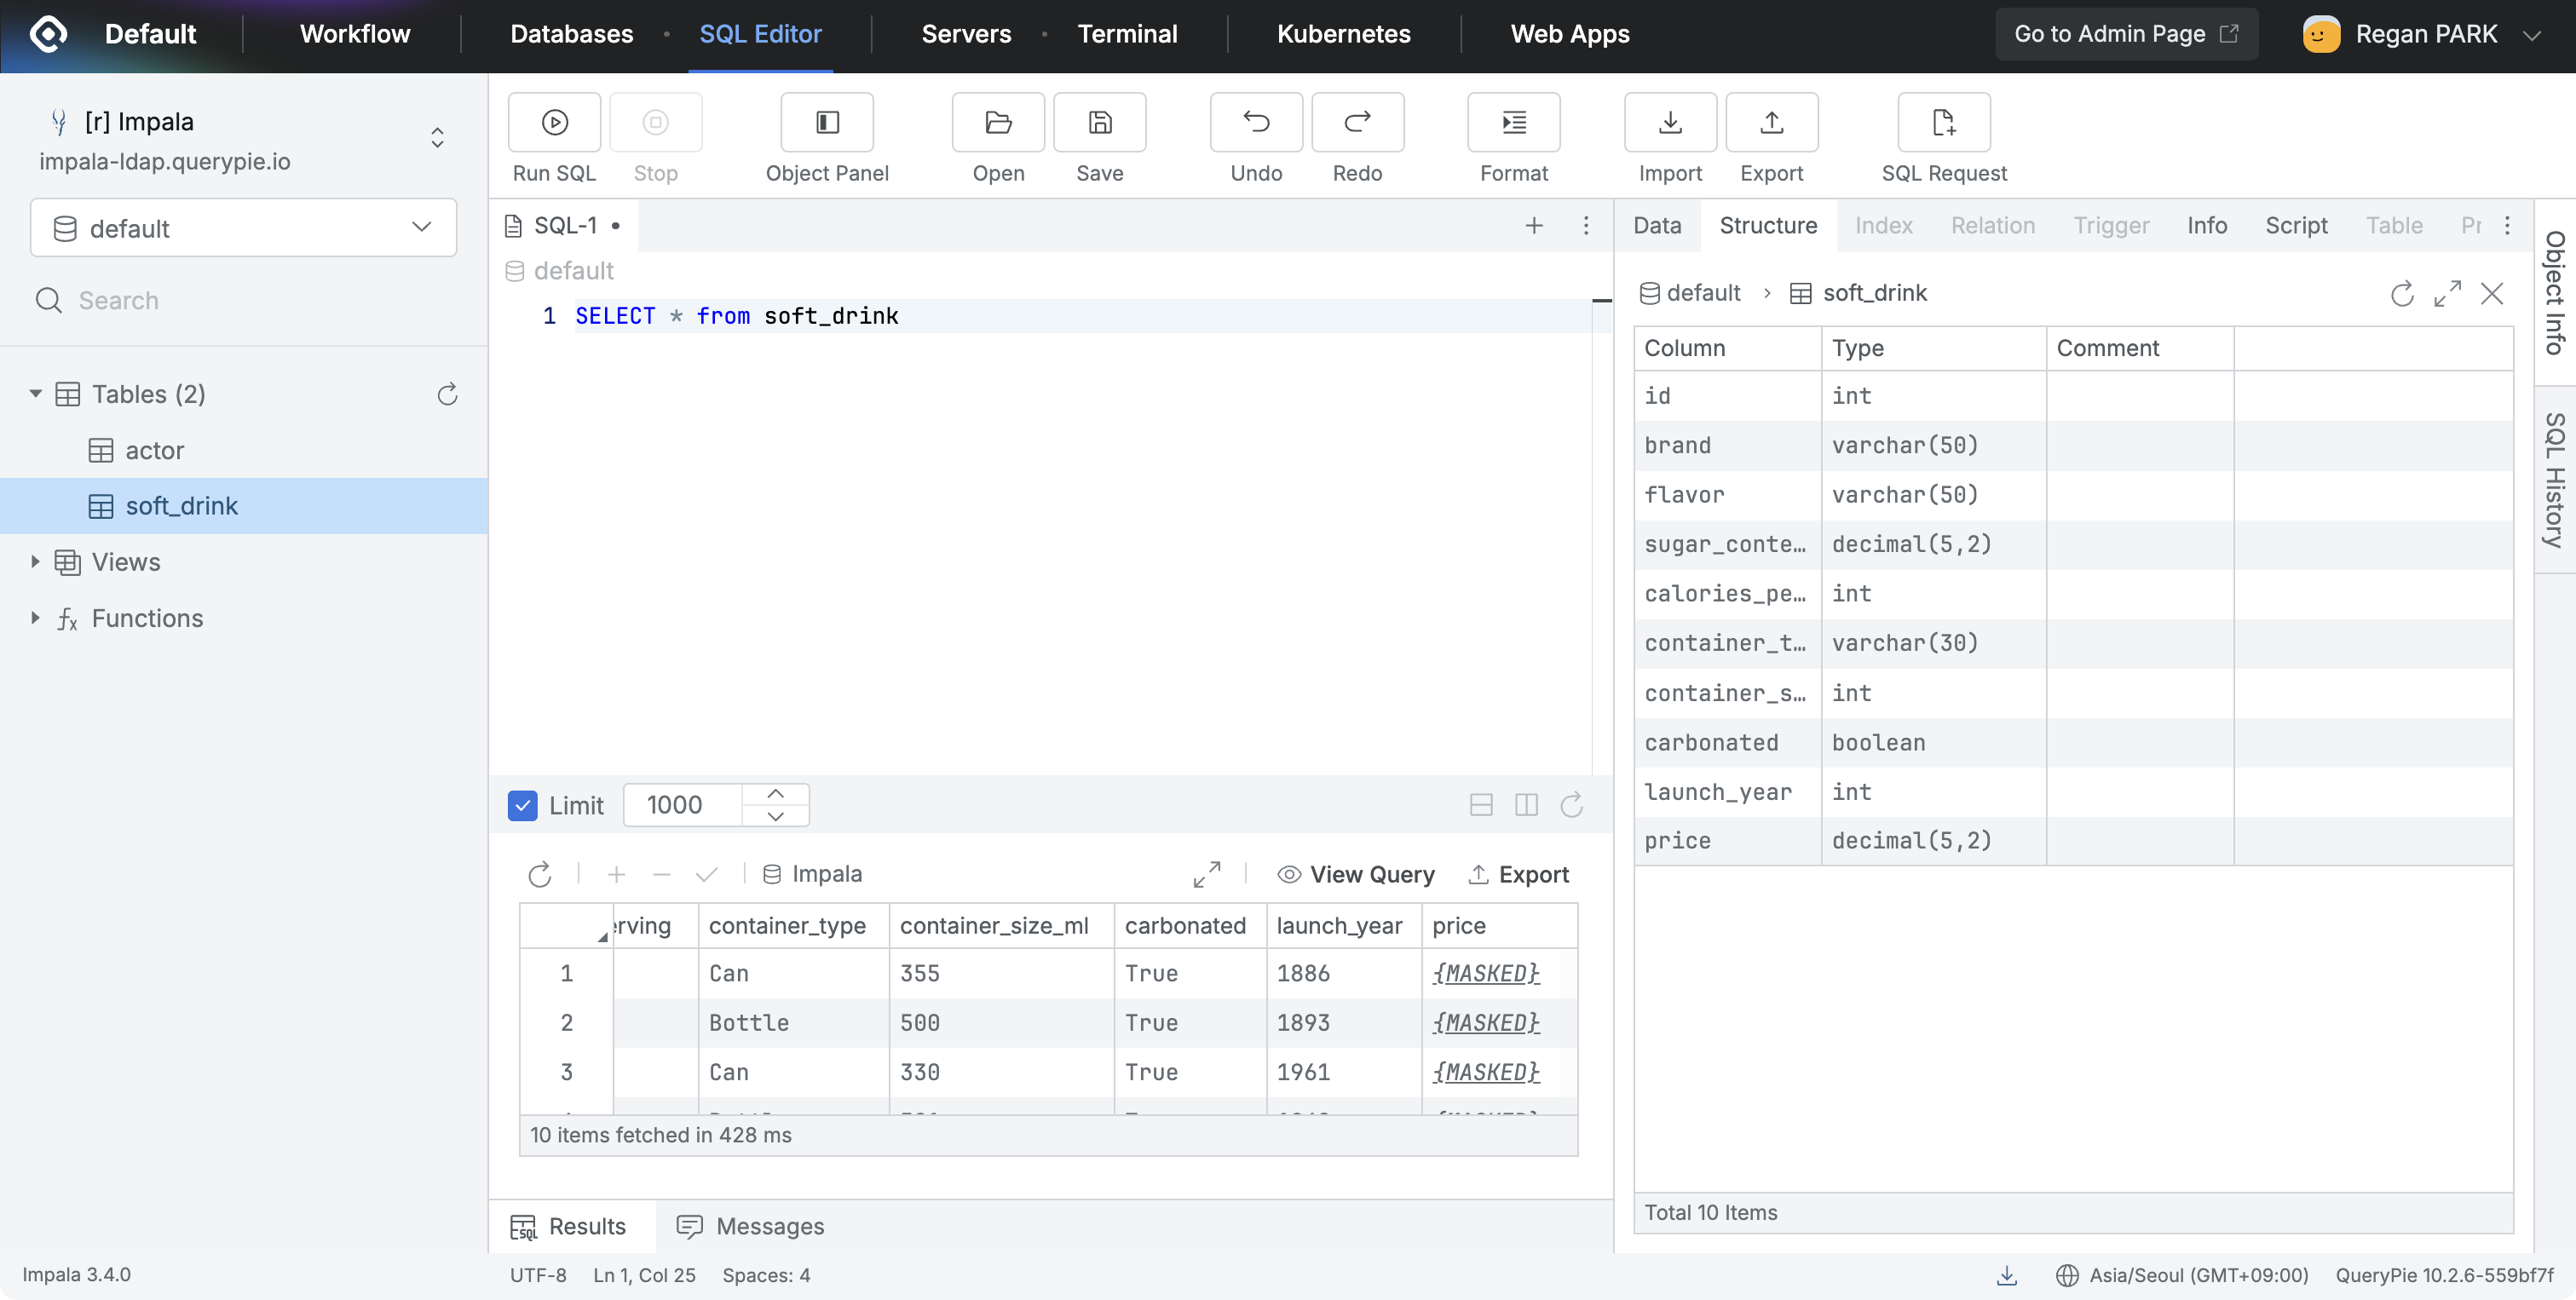 Default
Workflow
Databases
SQL Editor
Servers
Terminal
Kubernetes
Web Apps
Go to Admin Page
Regan PARK
[r] Impala
impala-ldap.querypie.io
default
Search
Tables (2)
actor
soft_drink
Views
Functions
Run SQL
Stop
Object Panel
Open
Save
Undo
Redo
Format
Import
Export
SQL Request
SQL-1
default
1 SELECT * from soft_drink
Limit 1000
Impala
View Query
Export
erving container_type container_size_ml carbonated launch_year price
1 Can 355 True 1886 {MASKED}
2 Bottle 500 True 1893 {MASKED}
3 Can 330 True 1961 {MASKED}
10 items fetched in 428 ms
Results
Messages
Data Structure Index Relation Trigger Info Script Table Pr
default > soft_drink
Column Type Comment
id int
brand varchar(50)
flavor varchar(50)
sugar_conte… decimal(5,2)
calories_pe… int
container_t… varchar(30)
container_s… int
carbonated boolean
launch_year int
price decimal(5,2)
Total 10 Items
Object Info
SQL History
Impala 3.4.0
UTF-8
Ln 1, Col 25
Spaces: 4
Asia/Seoul (GMT+09:00)
QueryPie 10.2.6-559bf7f